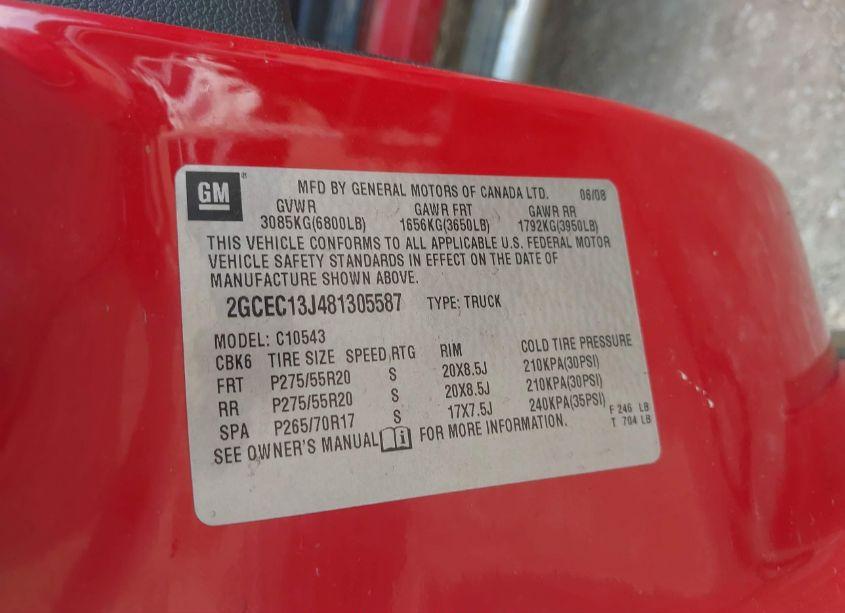 GM® MFD BY GENERAL MOTORS OF CANADA LTD. 06/08
GVWR GAWR FRT GAWR RR
3085KG(6800LB) 1656KG(3650LB) 1792KG(3950LB)
THIS VEHICLE CONFORMS TO ALL APPLICABLE U.S. FEDERAL MOTOR
VEHICLE SAFETY STANDARDS IN EFFECT ON THE DATE OF
MANUFACTURE SHOWN ABOVE.
2GCEC13J481305587 TYPE: TRUCK
MODEL: C10543
CBK6 TIRE SIZE SPEED RTG RIM COLD TIRE PRESSURE
FRT P275/55R20 S 20X8.5J 210KPA(30PSI)
RR P275/55R20 S 20X8.5J 210KPA(30PSI)
SPA P265/70R17 S 17X7.5J 240KPA(35PSI) F 246 LB
SEE OWNER'S MANUAL i FOR MORE INFORMATION. T 704 LB